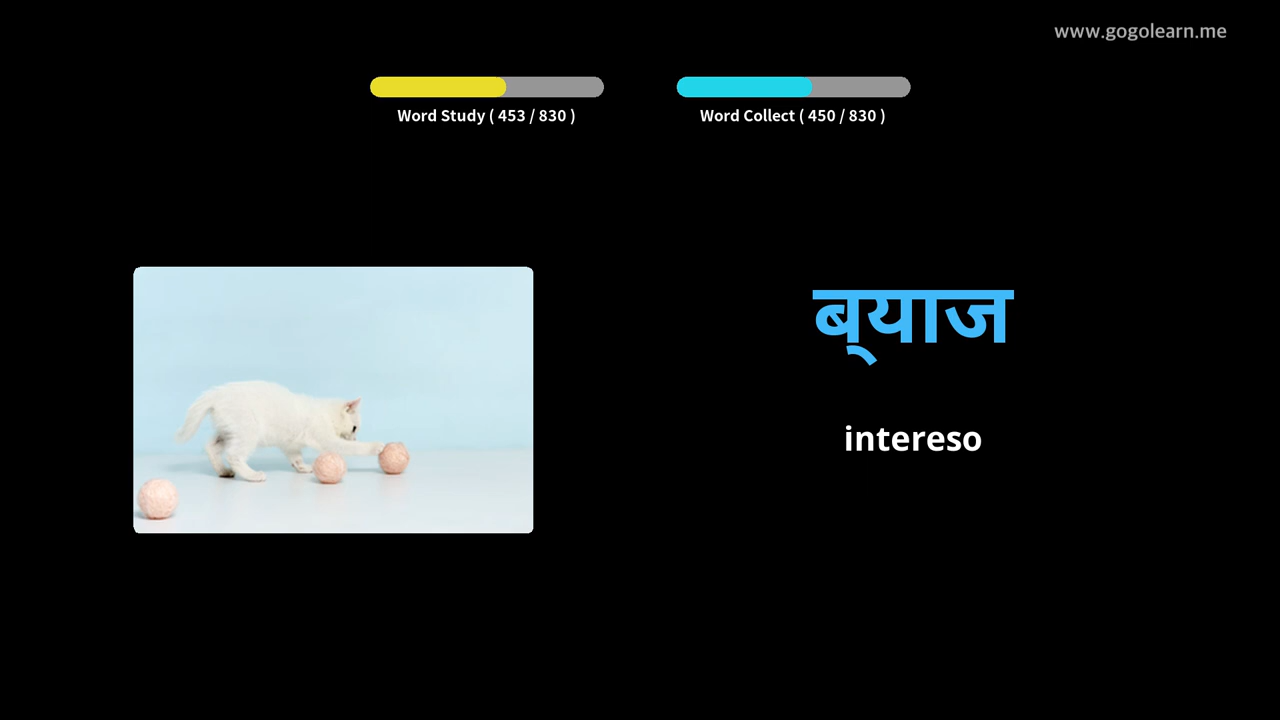 www.gogolearn.me
Word Study ( 453 / 830 )
Word Collect ( 450 / 830 )
ब्याज
intereso